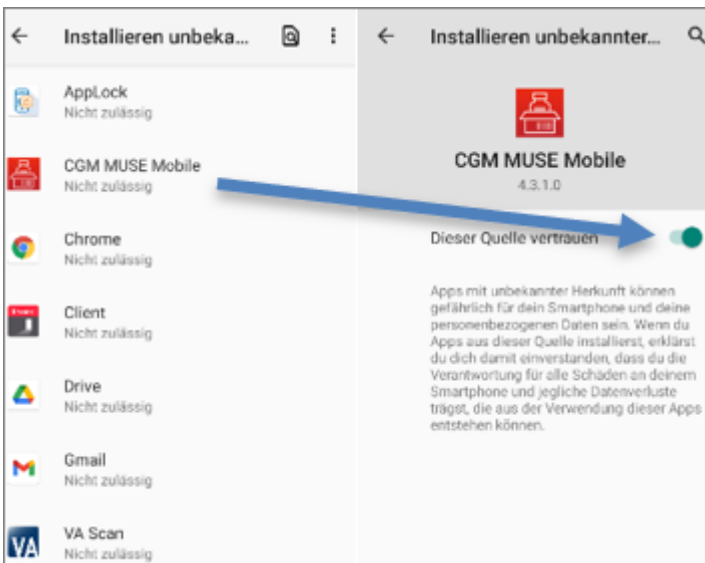 Installieren unbeka...
AppLock
Nicht zulässig
CGM MUSE Mobile
Nicht zulässig
Chrome
Nicht zulässig
Client
Nicht zulässig
Drive
Nicht zulässig
Gmail
Nicht zulässig
VA
VA Scan
Nicht zulässig
Installieren unbekannter...
CGM MUSE Mobile
4.3.1.0
Dieser Quelle vertrauen
Apps mit unbekannter Herkunft können
gefährlich für dein Smartphone und deine
personenbezogenen Daten sein. Wenn du
Apps aus dieser Quelle installierst, erklärst
du dich damit einverstanden, dass du die
Verantwortung für alle Schäden an deinem
Smartphone und jegliche Datenverluste
trägst, die aus der Verwendung dieser Apps
entstehen können.